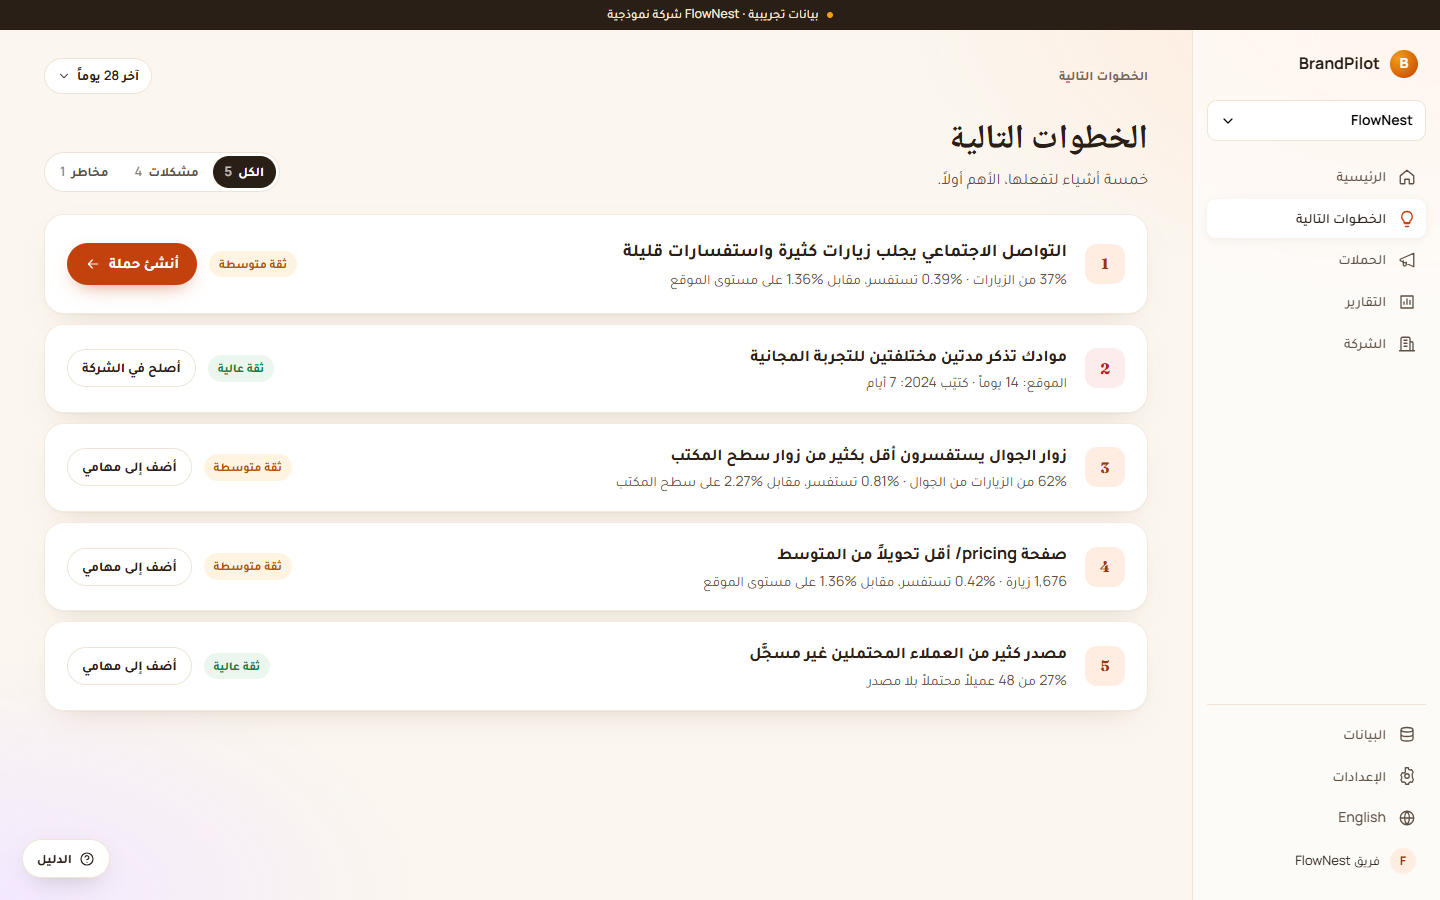 بيانات تجريبية · FlowNest شركة نموذجية
BrandPilot
B
FlowNest
الرئيسية
الخطوات التالية
الحملات
التقارير
الشركة
البيانات
الإعدادات
English
فريق FlowNest
F
الخطوات التالية
آخر 28 يوماً
الخطوات التالية
خمسة أشياء لتفعلها، الأهم أولاً.
الكل 5
مشكلات 4
مخاطر 1
1
التواصل الاجتماعي يجلب زيارات كثيرة واستفسارات قليلة
37% من الزيارات · 0.39% تستفسر، مقابل 1.36% على مستوى الموقع
ثقة متوسطة
أنشئ حملة ←
2
موادك تذكر مدتين مختلفتين للتجربة المجانية
الموقع: 14 يوماً · كتيّب 2024: 7 أيام
ثقة عالية
أصلح في الشركة
3
زوار الجوال يستفسرون أقل بكثير من زوار سطح المكتب
62% من الزيارات من الجوال · 0.81% تستفسر، مقابل 2.27% على سطح المكتب
ثقة متوسطة
أضف إلى مهامي
4
صفحة /pricing أقل تحويلاً من المتوسط
1,676 زيارة · 0.42% تستفسر، مقابل 1.36% على مستوى الموقع
ثقة متوسطة
أضف إلى مهامي
5
مصدر كثير من العملاء المحتملين غير مسجَّل
27% من 48 عميلاً محتملاً بلا مصدر
ثقة عالية
أضف إلى مهامي
الدليل